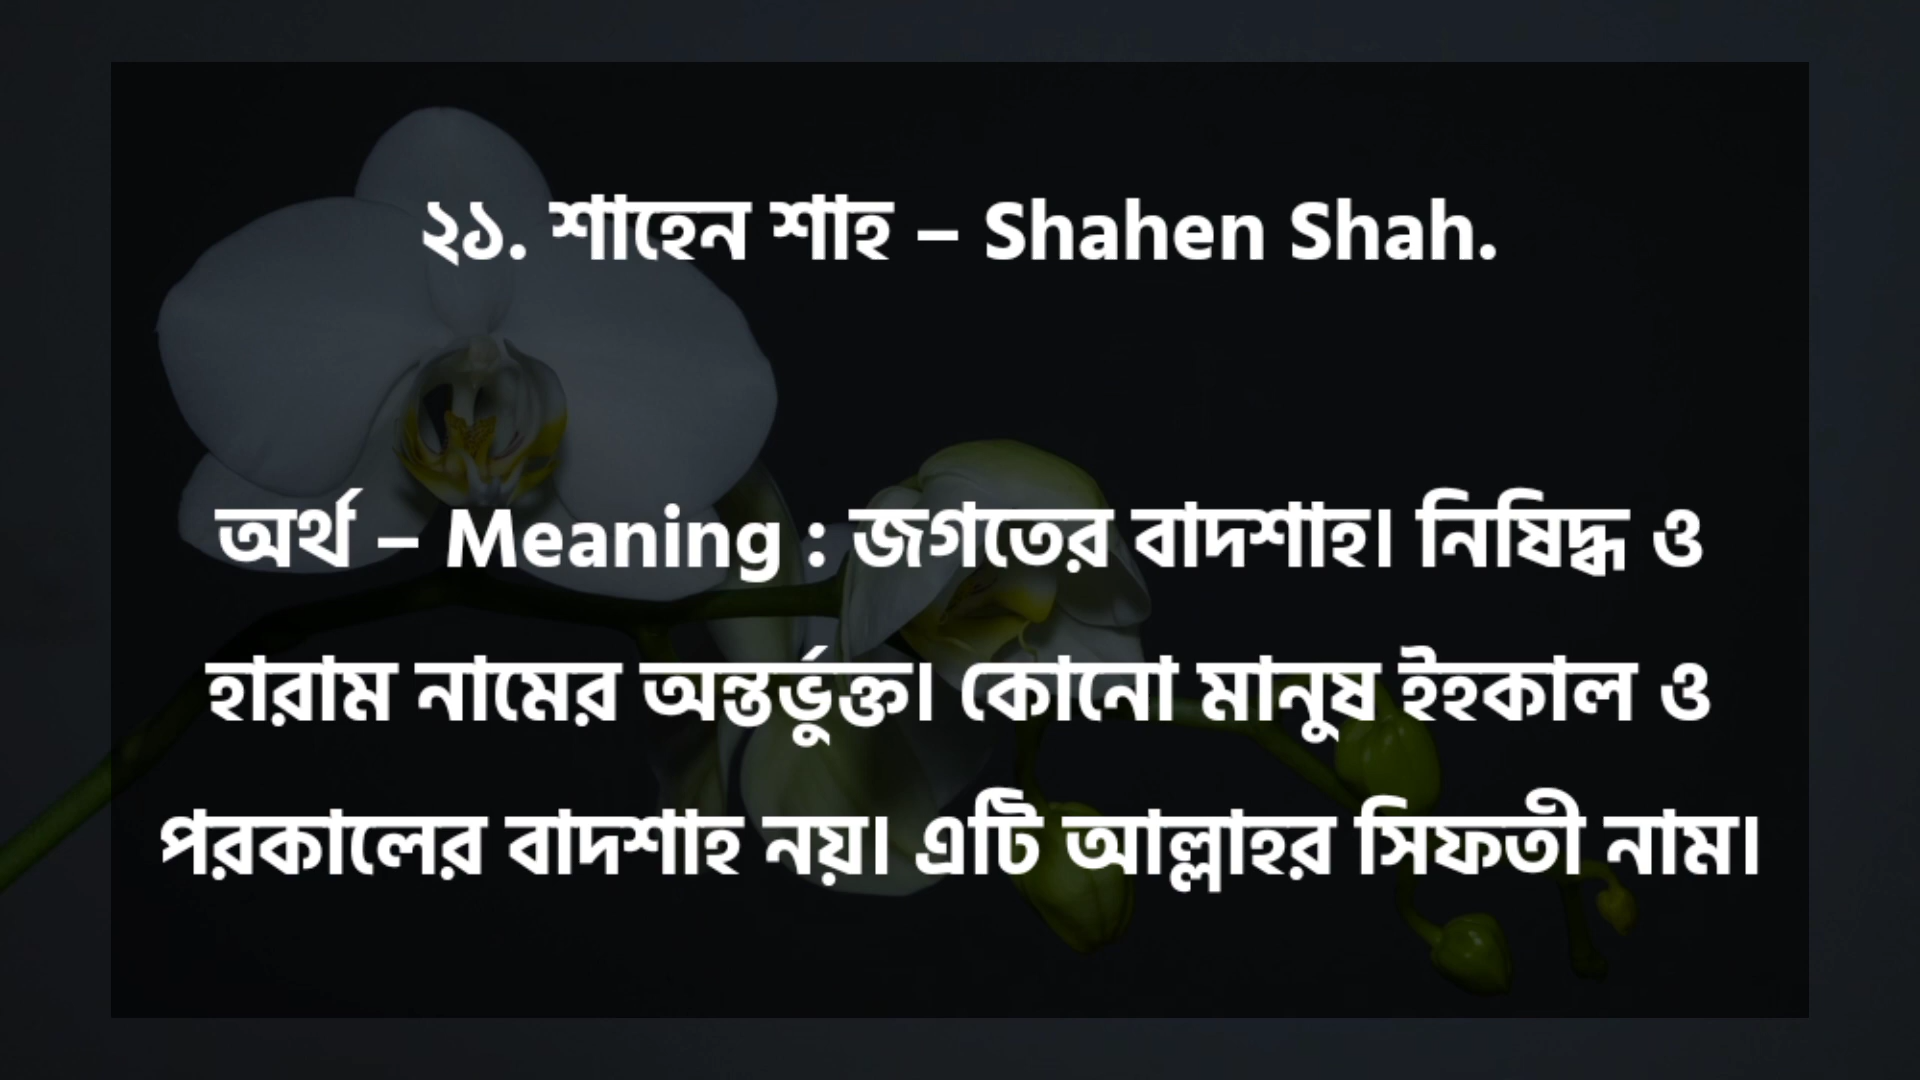 ২১. শাহেন শাহ – Shahen Shah.
অর্থ – Meaning : জগতের বাদশাহ। নিষিদ্ধ ও
হারাম নামের অন্তর্ভুক্ত। কোনো মানুষ ইহকাল ও
পরকালের বাদশাহ নয়। এটি আল্লাহর সিফতী নাম।